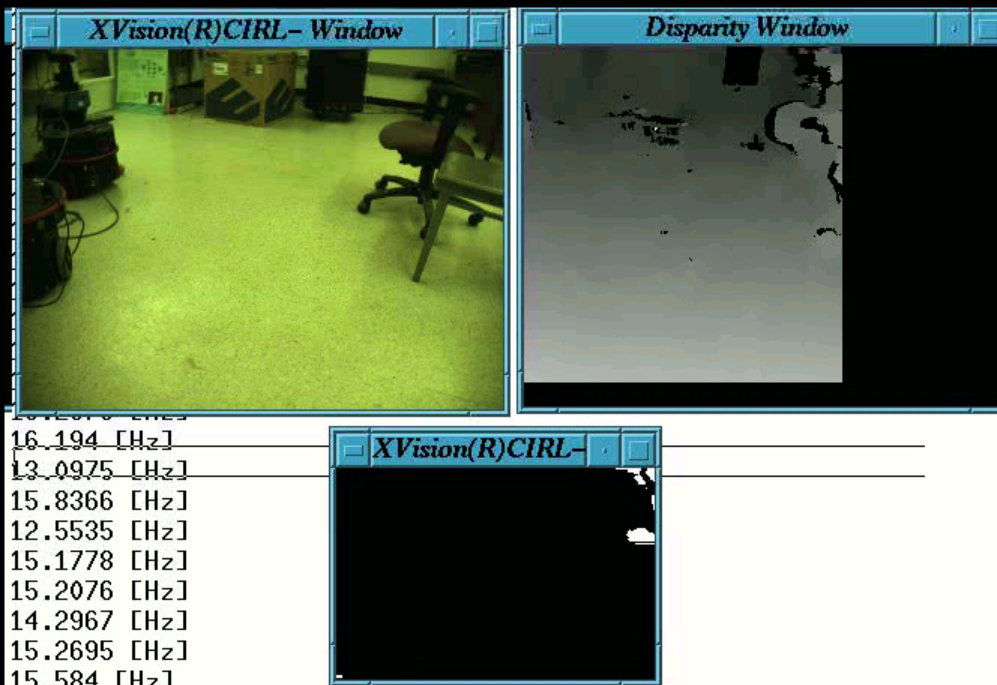 XVision(R)CIRL- Window
Disparity Window
16.194 [Hz]
13.0975 [Hz]
15.8366 [Hz]
12.5535 [Hz]
15.1778 [Hz]
15.2076 [Hz]
14.2967 [Hz]
15.2695 [Hz]
15.584 [Hz]
XVision(R)CIRL-